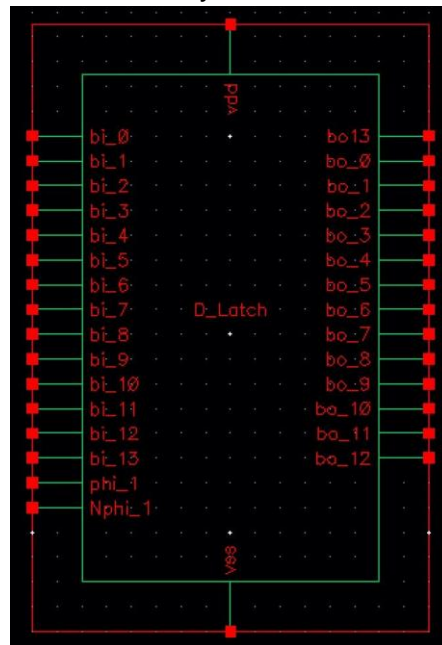 vdd
bi_0
bo13
bi_1
bo_0
bi_2
bo_1
bi_3
bo_2
bi_4
bo_3
bi_5
bo_4
bi_6
bo_5
bi_7
bo_6
D_Latch
bi_8
bo_7
bi_9
bo_8
bi_10
bo_9
bi_11
bo_10
bi_12
bo_11
bi_13
bo_12
phi_1
Nphi_1
vss